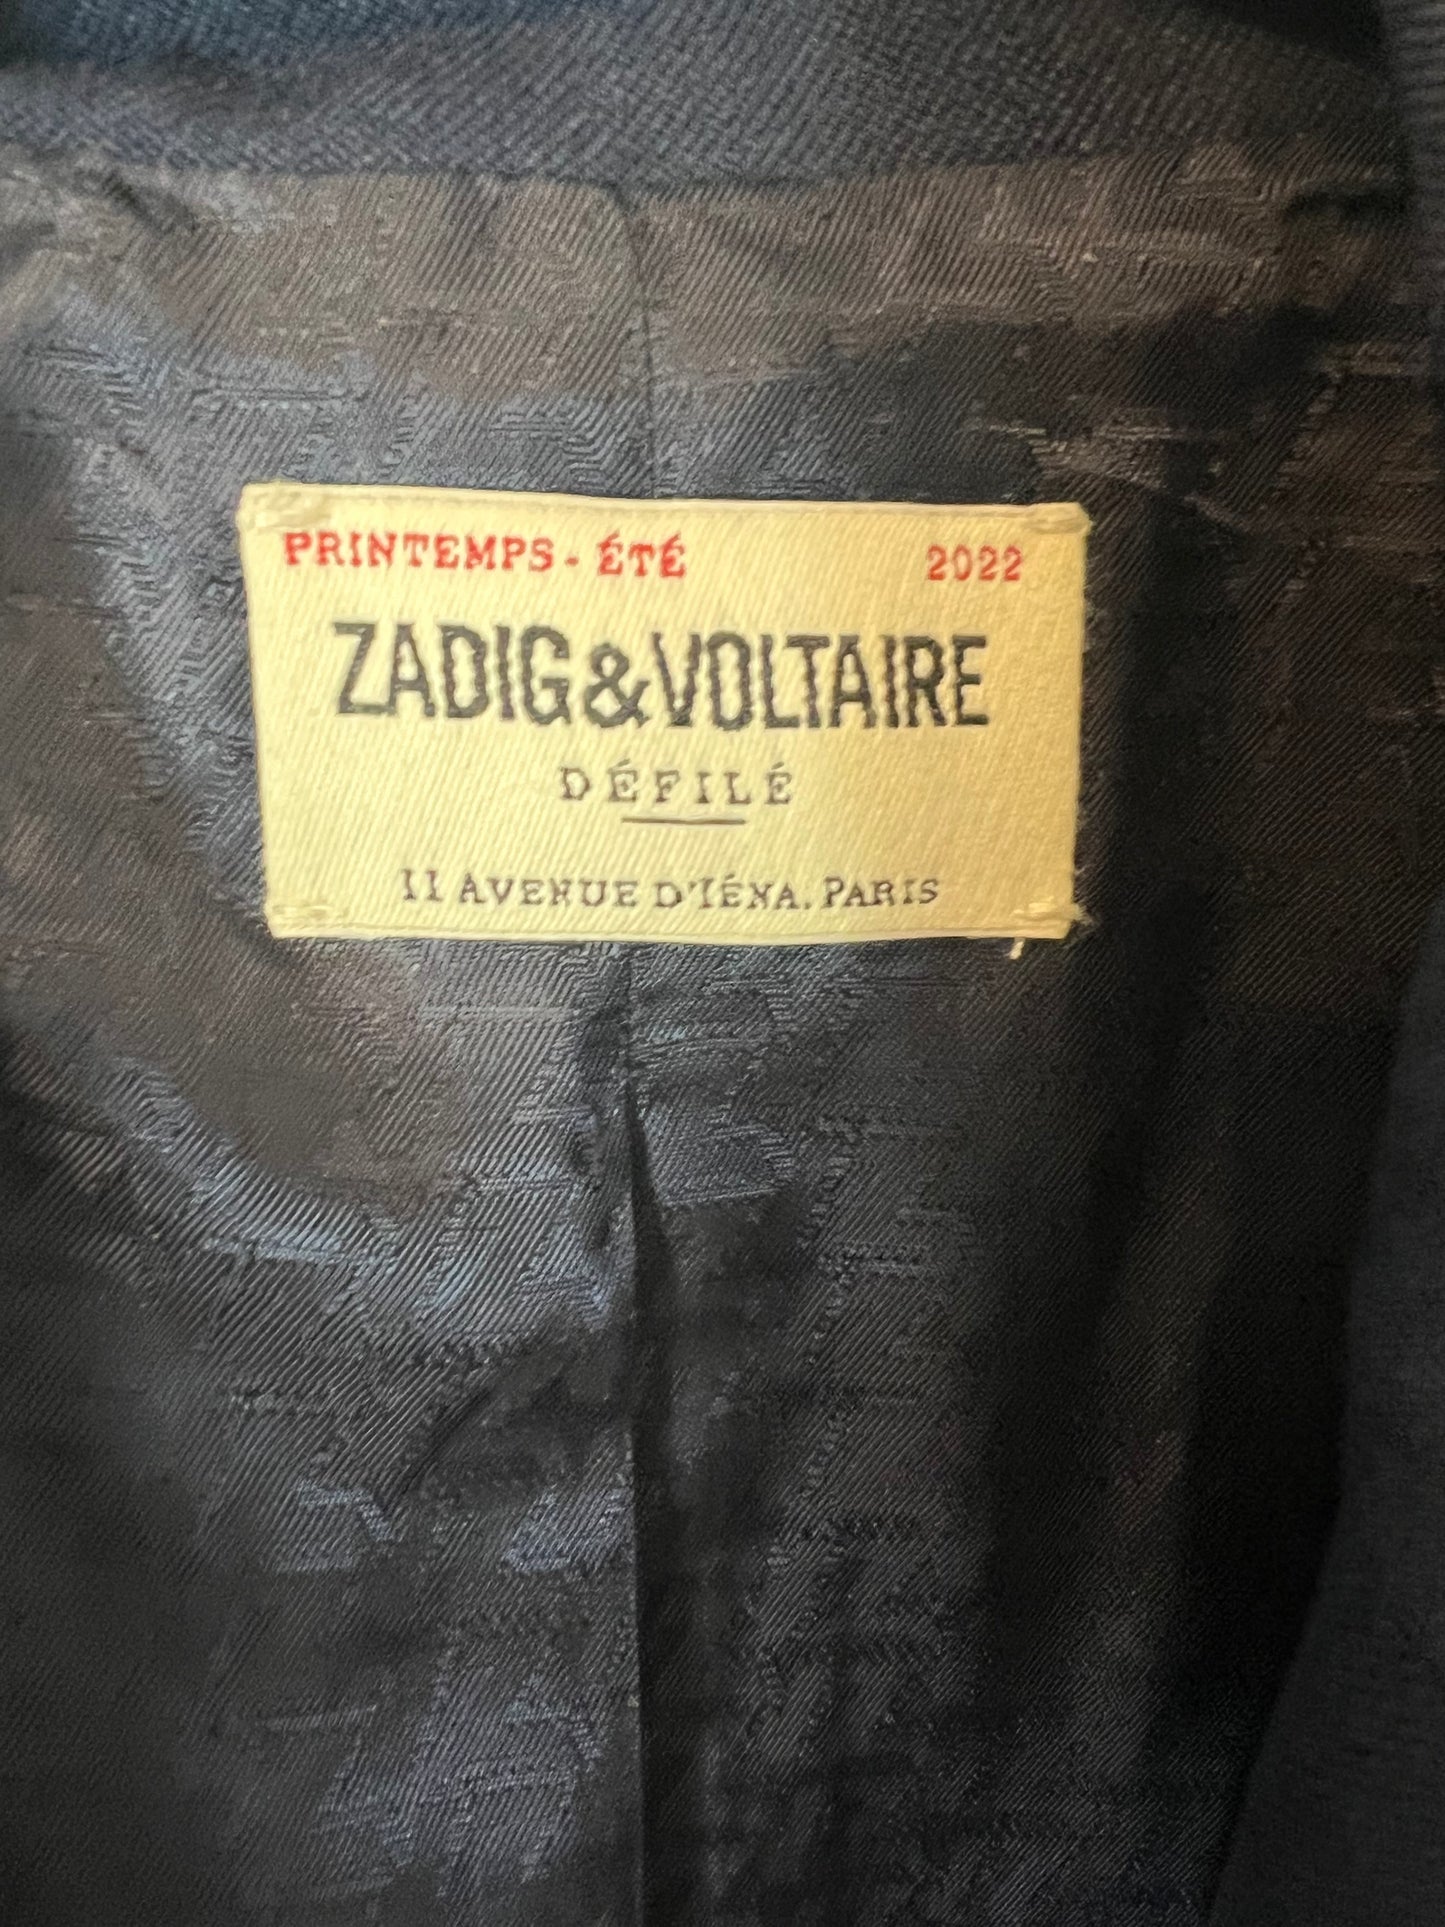 PRINTEMPS - ÉTÉ 2022
ZADIG&VOLTAIRE
DÉFILÉ
11 AVENUE D'IÉNA. PARIS